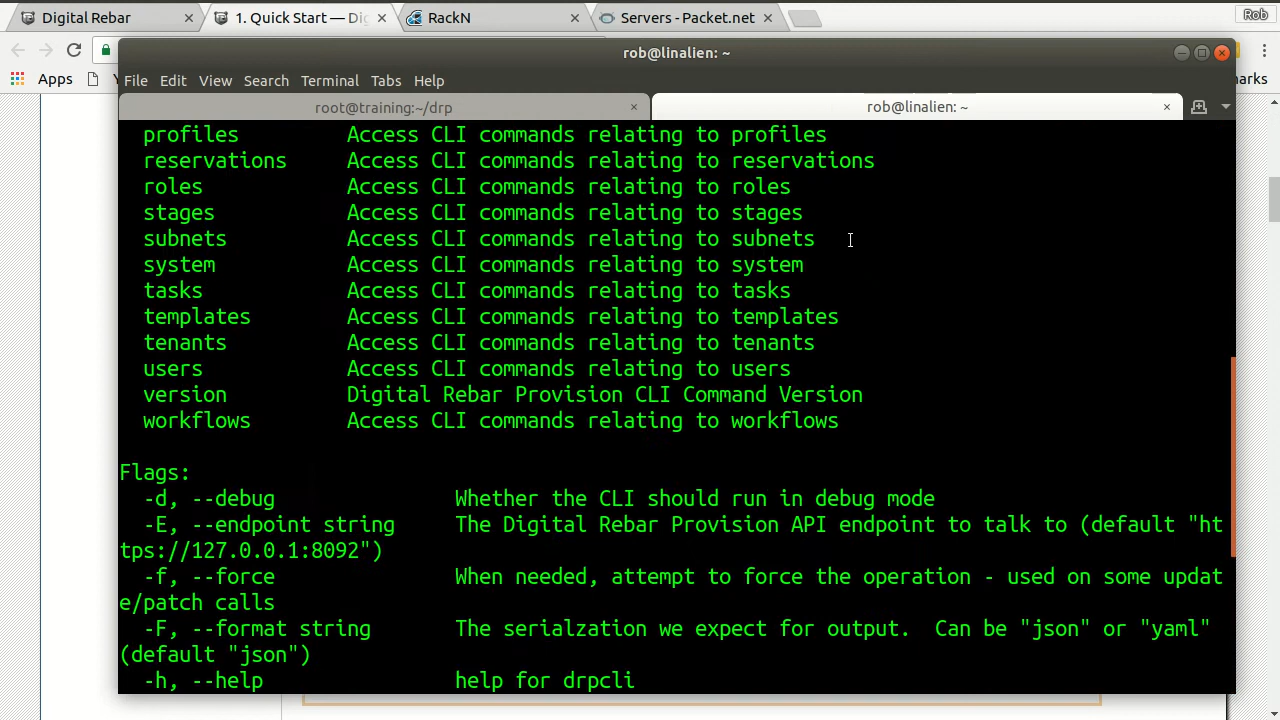 Digital Rebar
1. Quick Start — Dig
RackN
Servers - Packet.net
Rob
Apps
marks
rob@linalien: ~
File Edit View Search Terminal Tabs Help
root@training:~/drp
rob@linalien: ~
profiles Access CLI commands relating to profiles
reservations Access CLI commands relating to reservations
roles Access CLI commands relating to roles
stages Access CLI commands relating to stages
subnets Access CLI commands relating to subnets
system Access CLI commands relating to system
tasks Access CLI commands relating to tasks
templates Access CLI commands relating to templates
tenants Access CLI commands relating to tenants
users Access CLI commands relating to users
version Digital Rebar Provision CLI Command Version
workflows Access CLI commands relating to workflows
Flags:
-d, --debug Whether the CLI should run in debug mode
-E, --endpoint string The Digital Rebar Provision API endpoint to talk to (default "ht
tps://127.0.0.1:8092")
-f, --force When needed, attempt to force the operation - used on some updat
e/patch calls
-F, --format string The serialzation we expect for output.  Can be "json" or "yaml"
(default "json")
-h, --help help for drpcli